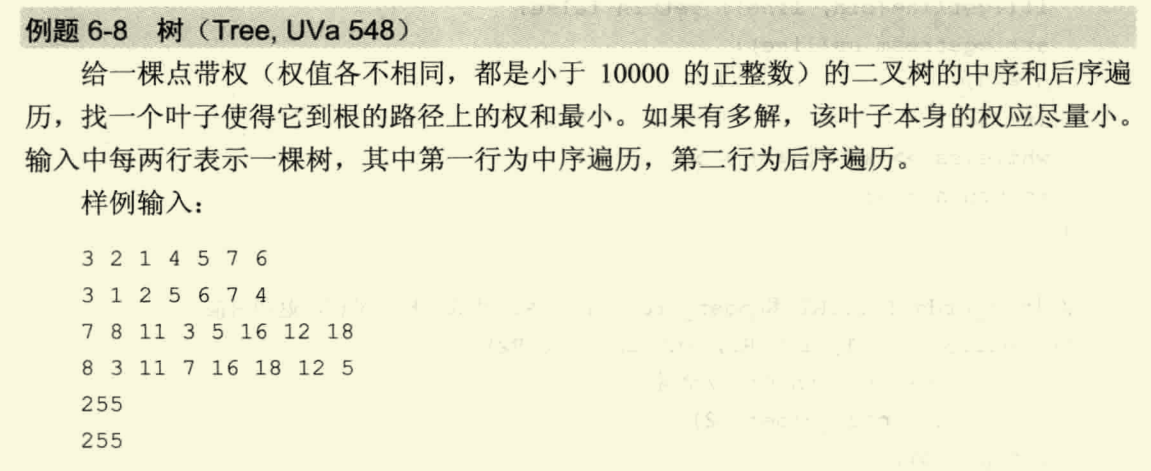 例题 6-8 树（Tree, UVa 548）
给一棵点带权（权值各不相同，都是小于 10000 的正整数）的二叉树的中序和后序遍
历，找一个叶子使得它到根的路径上的权和最小。如果有多解，该叶子本身的权应尽量小。
输入中每两行表示一棵树，其中第一行为中序遍历，第二行为后序遍历。
样例输入：
3 2 1 4 5 7 6
3 1 2 5 6 7 4
7 8 11 3 5 16 12 18
8 3 11 7 16 18 12 5
255
255